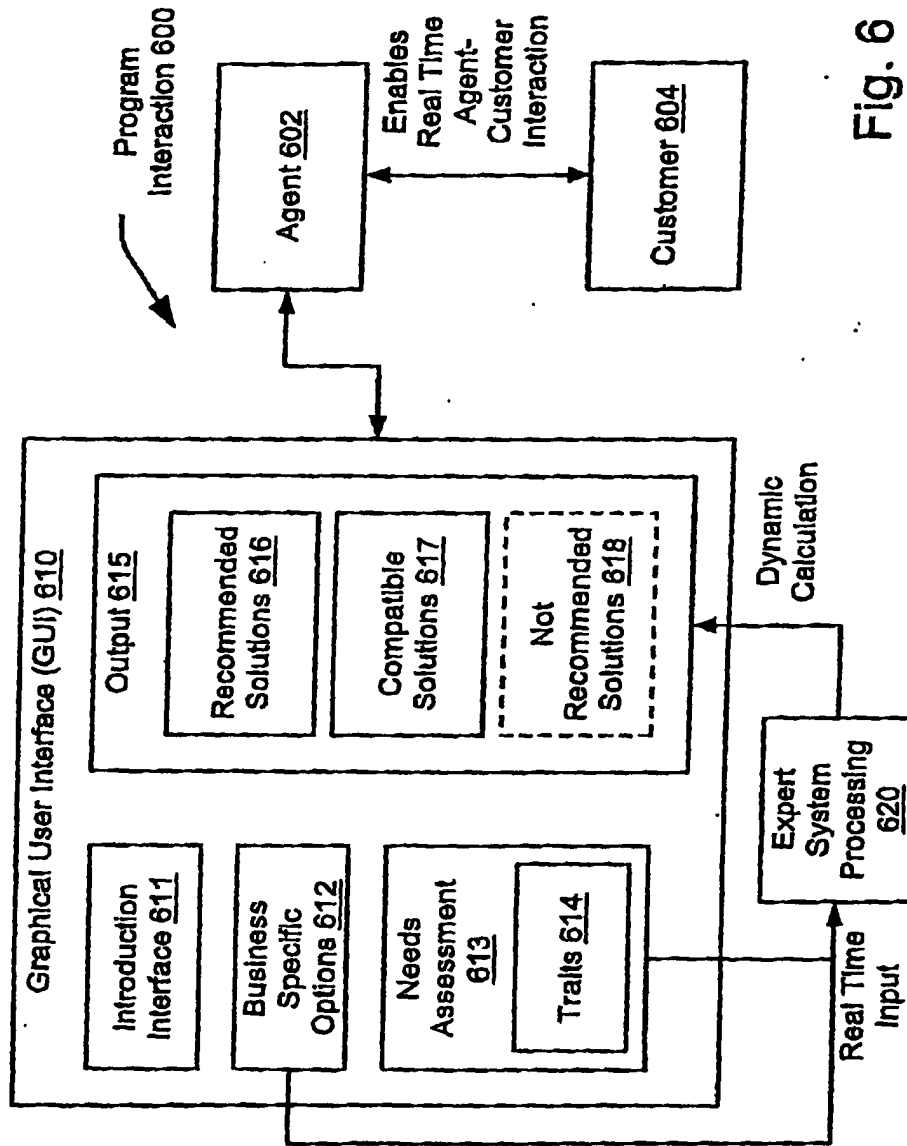 Program
Interaction 600
Graphical User Interface (GUI) 610
Introduction
Interface 611
Business
Specific
Options 612
Needs
Assessment
613
Traits 614
Output 615
Recommended
Solutions 616
Compatible
Solutions 617
Not
Recommended
Solutions 618
Agent 602
Enables
Real Time
Agent-
Customer
Interaction
Customer 604
Real Time
Input
Expert
System
Processing
620
Dynamic
Calculation
Fig. 6